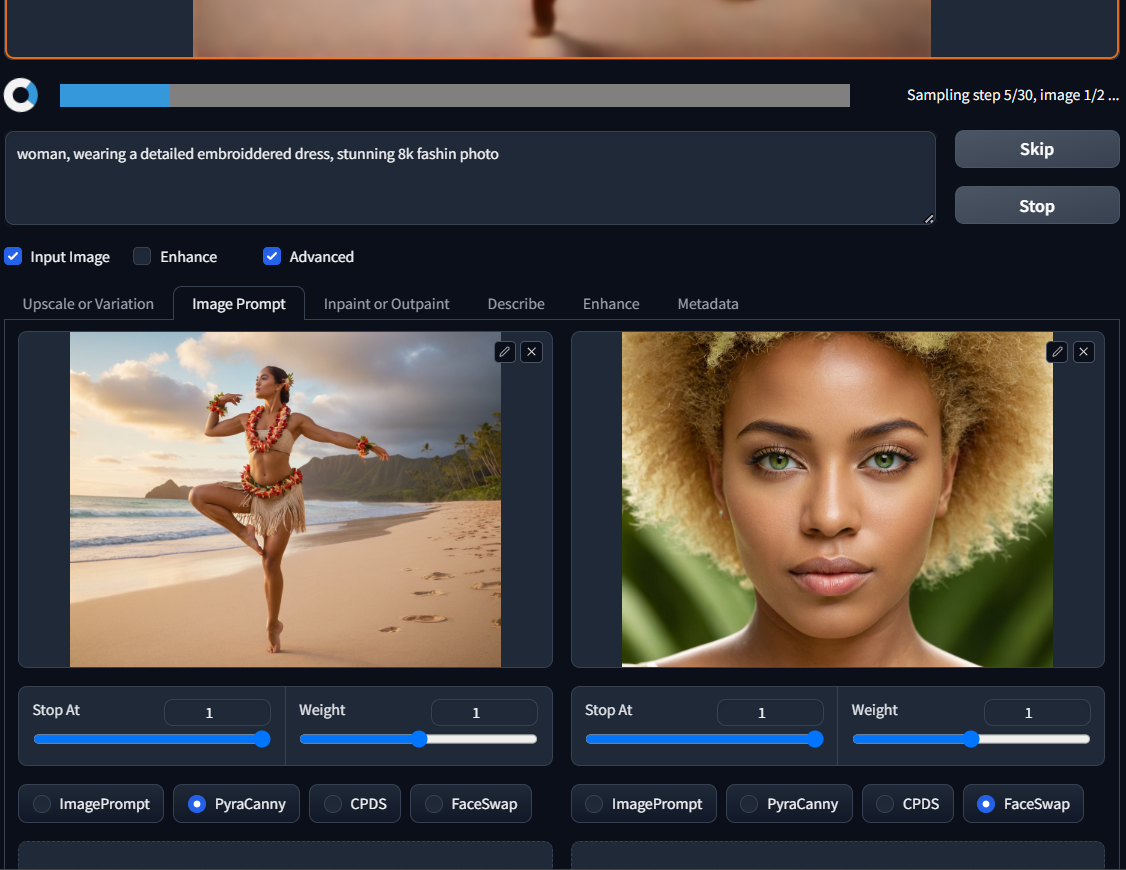 Sampling step 5/30, image 1/2 ...
woman, wearing a detailed embroiddered dress, stunning 8k fashin photo
Skip
Stop
Input Image Enhance Advanced
Upscale or Variation Image Prompt Inpaint or Outpaint Describe Enhance Metadata
Stop At 1 Weight 1 Stop At 1 Weight 1
ImagePrompt PyraCanny CPDS FaceSwap ImagePrompt PyraCanny CPDS FaceSwap